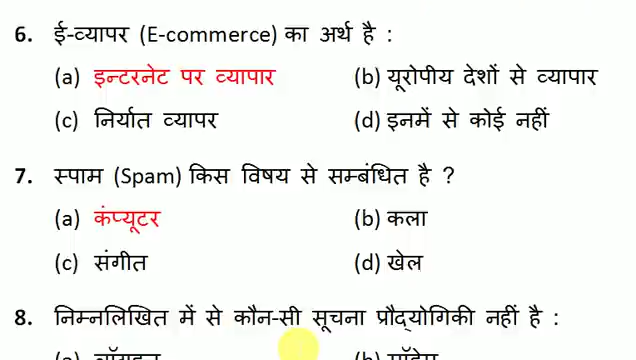 6. ई-व्यापर (E-commerce) का अर्थ है :
(a) इन्टरनेट पर व्यापार (b) यूरोपीय देशों से व्यापार
(c) निर्यात व्यापर (d) इनमें से कोई नहीं
7. स्पाम (Spam) किस विषय से सम्बंधित है ?
(a) कंप्यूटर (b) कला
(c) संगीत (d) खेल
8. निम्नलिखित में से कौन-सी सूचना प्रौद्योगिकी नहीं है :